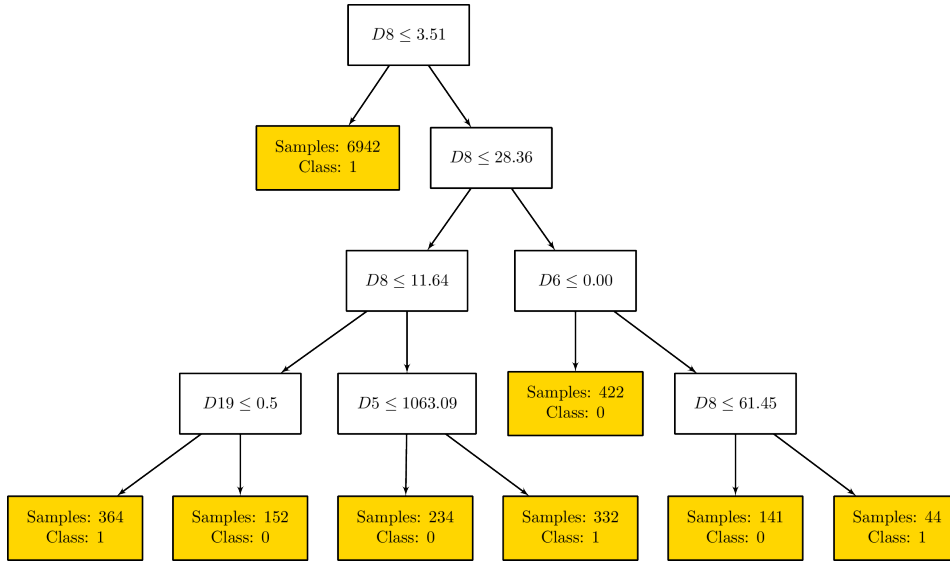 D8 ≤ 3.51
Samples: 6942
Class: 1
D8 ≤ 28.36
D8 ≤ 11.64
D6 ≤ 0.00
D19 ≤ 0.5
D5 ≤ 1063.09
Samples: 422
Class: 0
D8 ≤ 61.45
Samples: 364
Class: 1
Samples: 152
Class: 0
Samples: 234
Class: 0
Samples: 332
Class: 1
Samples: 141
Class: 0
Samples: 44
Class: 1